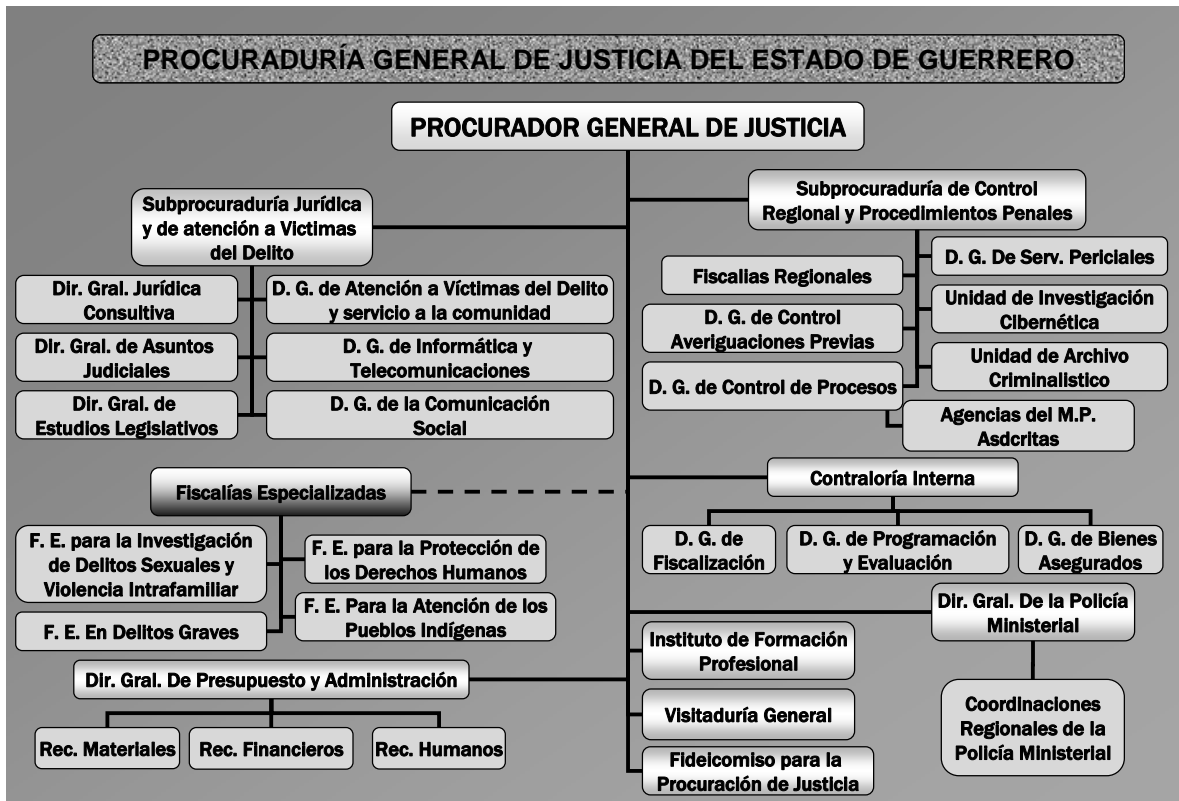 PROCURADURÍA GENERAL DE JUSTICIA DEL ESTADO DE GUERRERO
PROCURADOR GENERAL DE JUSTICIA
Subprocuraduría Jurídica
y de atención a Victimas
del Delito
Dir. Gral. Jurídica
Consultiva
D. G. de Atención a Víctimas del Delito
y servicio a la comunidad
Dir. Gral. de Asuntos
Judiciales
D. G. de Informática y
Telecomunicaciones
Dir. Gral. de
Estudios Legislativos
D. G. de la Comunicación
Social
Subprocuraduría de Control
Regional y Procedimientos Penales
Fiscalias Regionales
D. G. De Serv. Periciales
D. G. de Control
Averiguaciones Previas
Unidad de Investigación
Cibernética
D. G. de Control de Procesos
Unidad de Archivo
Criminalistico
Agencias del M.P.
Asdcritas
Fiscalías Especializadas
F. E. para la Investigación
de Delitos Sexuales y
Violencia Intrafamiliar
F. E. para la Protección de
los Derechos Humanos
F. E. En Delitos Graves
F. E. Para la Atención de los
Pueblos Indígenas
Contraloría Interna
D. G. de
Fiscalización
D. G. de Programación
y Evaluación
D. G. de Bienes
Asegurados
Dir. Gral. De la Policía
Ministerial
Coordinaciones
Regionales de la
Policía Ministerial
Instituto de Formación
Profesional
Visitaduría General
Fideicomiso para la
Procuración de Justicia
Dir. Gral. De Presupuesto y Administración
Rec. Materiales
Rec. Financieros
Rec. Humanos